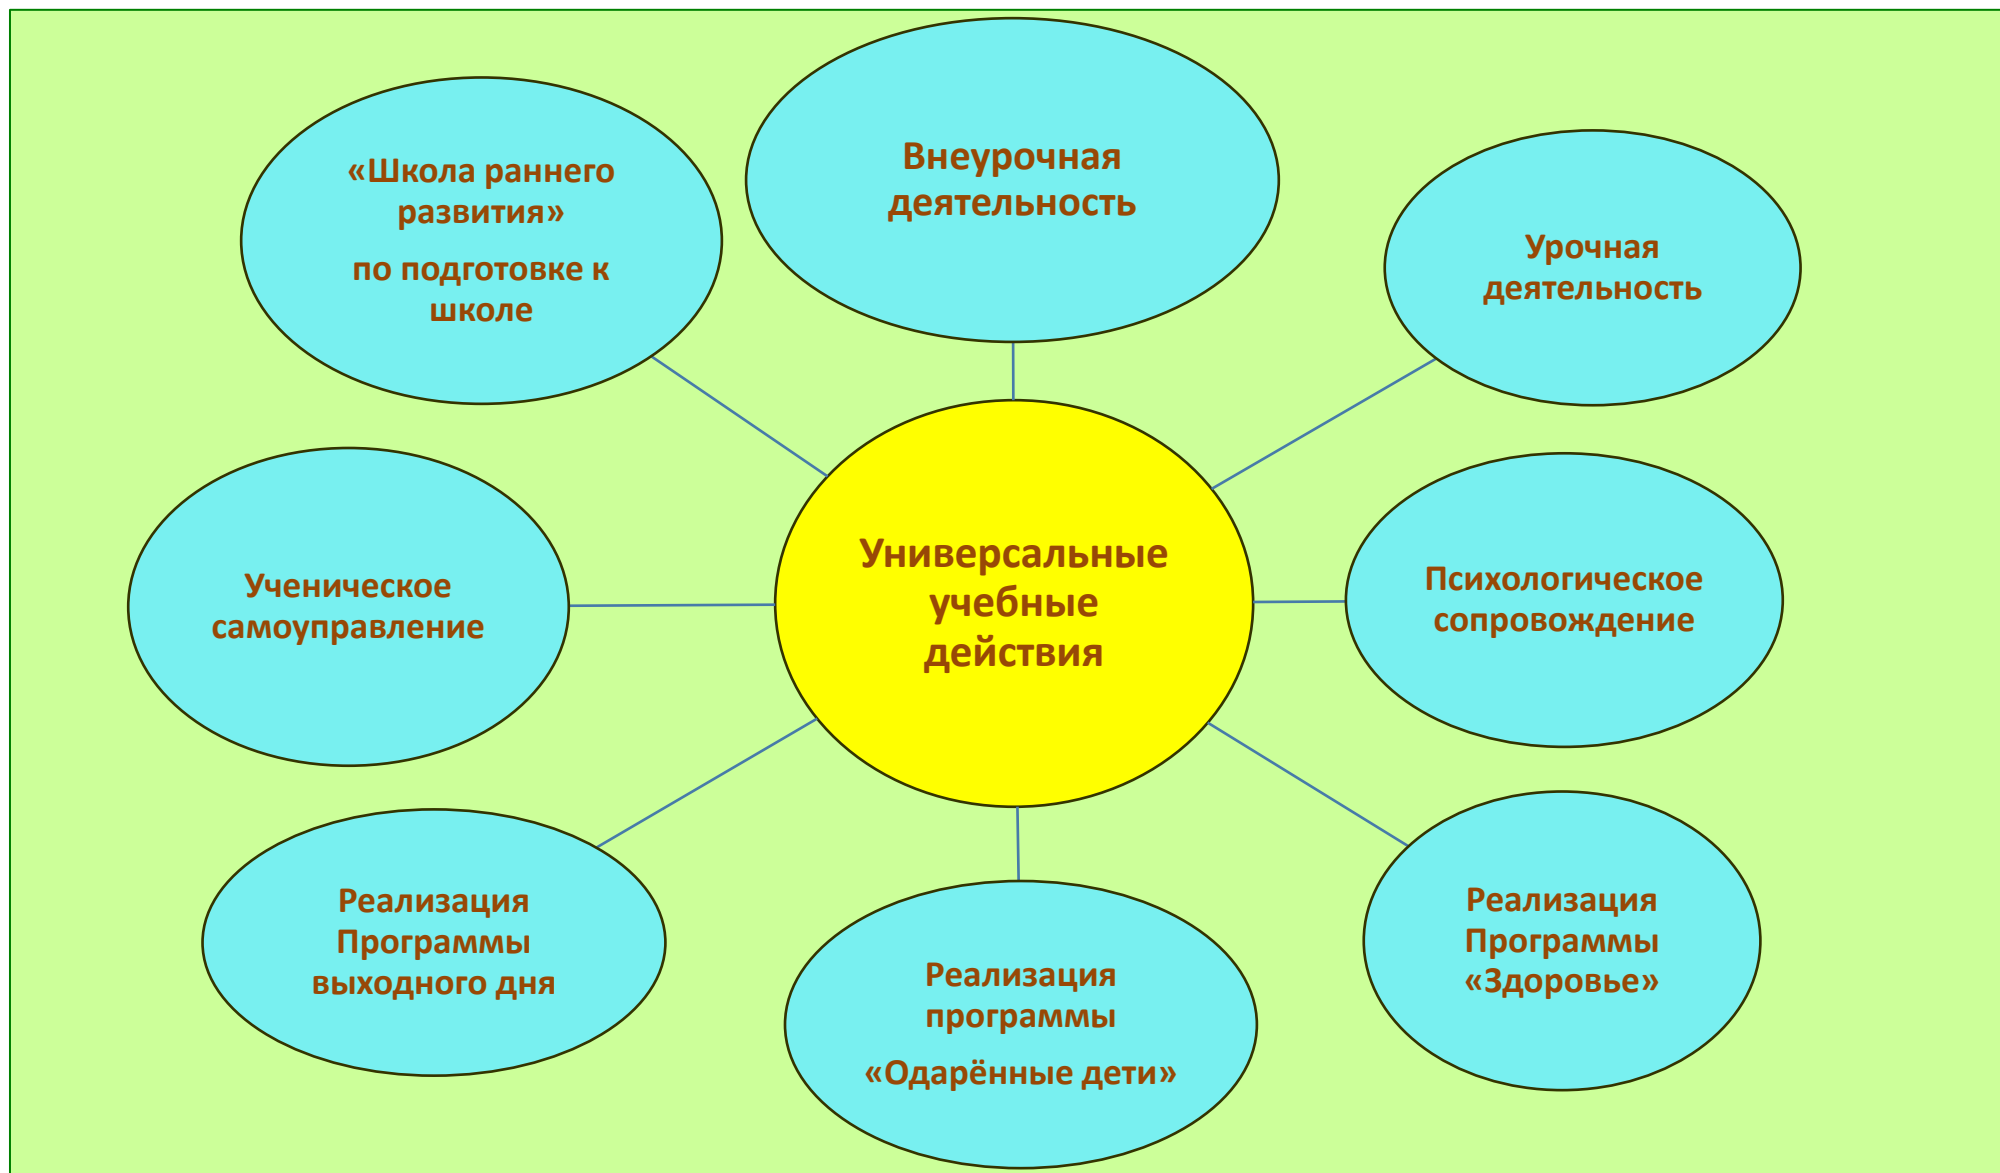 «Школа раннего
развития»
по подготовке к
школе
Внеурочная
деятельность
Урочная
деятельность
Ученическое
самоуправление
Универсальные
учебные
действия
Психологическое
сопровождение
Реализация
Программы
выходного дня
Реализация
программы
«Одарённые дети»
Реализация
Программы
«Здоровье»